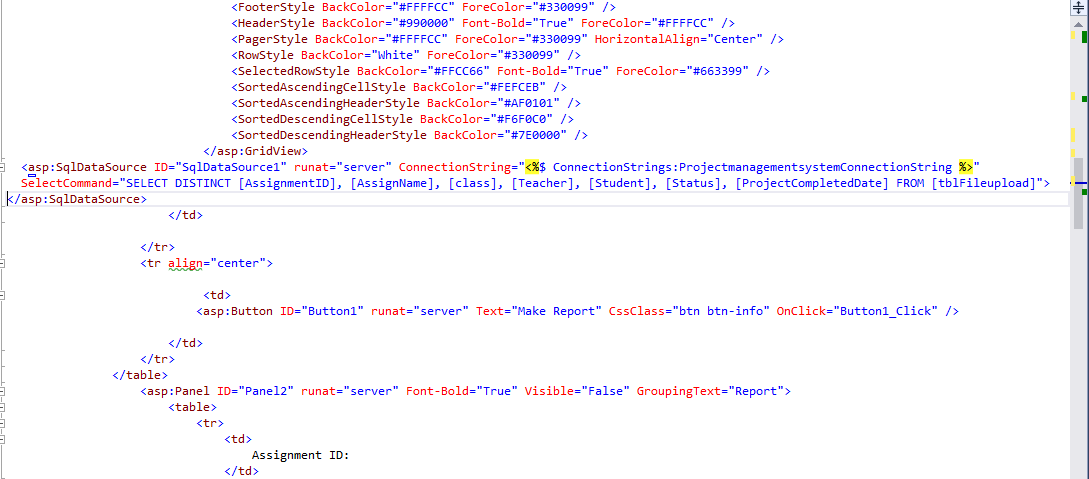 <FooterStyle BackColor="#FFFFCC" ForeColor="#330099" />
<HeaderStyle BackColor="#990000" Font-Bold="True" ForeColor="#FFFFCC" />
<PagerStyle BackColor="#FFFFCC" ForeColor="#330099" HorizontalAlign="Center" />
<RowStyle BackColor="White" ForeColor="#330099" />
<SelectedRowStyle BackColor="#FFCC66" Font-Bold="True" ForeColor="#663399" />
<SortedAscendingCellStyle BackColor="#FEFCEB" />
<SortedAscendingHeaderStyle BackColor="#AF0101" />
<SortedDescendingCellStyle BackColor="#F6F0C0" />
<SortedDescendingHeaderStyle BackColor="#7E0000" />
</asp:GridView>
<asp:SqlDataSource ID="SqlDataSource1" runat="server" ConnectionString="<%$ ConnectionStrings:ProjectmanagementsystemConnectionString %>"
SelectCommand="SELECT DISTINCT [AssignmentID], [AssignName], [class], [Teacher], [Student], [Status], [ProjectCompletedDate] FROM [tblFileupload]">
</asp:SqlDataSource>
</td>
</tr>
<tr align="center">
<td>
<asp:Button ID="Button1" runat="server" Text="Make Report" CssClass="btn btn-info" OnClick="Button1_Click" />
</td>
</tr>
</table>
<asp:Panel ID="Panel2" runat="server" Font-Bold="True" Visible="False" GroupingText="Report">
<table>
<tr>
<td>
Assignment ID:
</td>